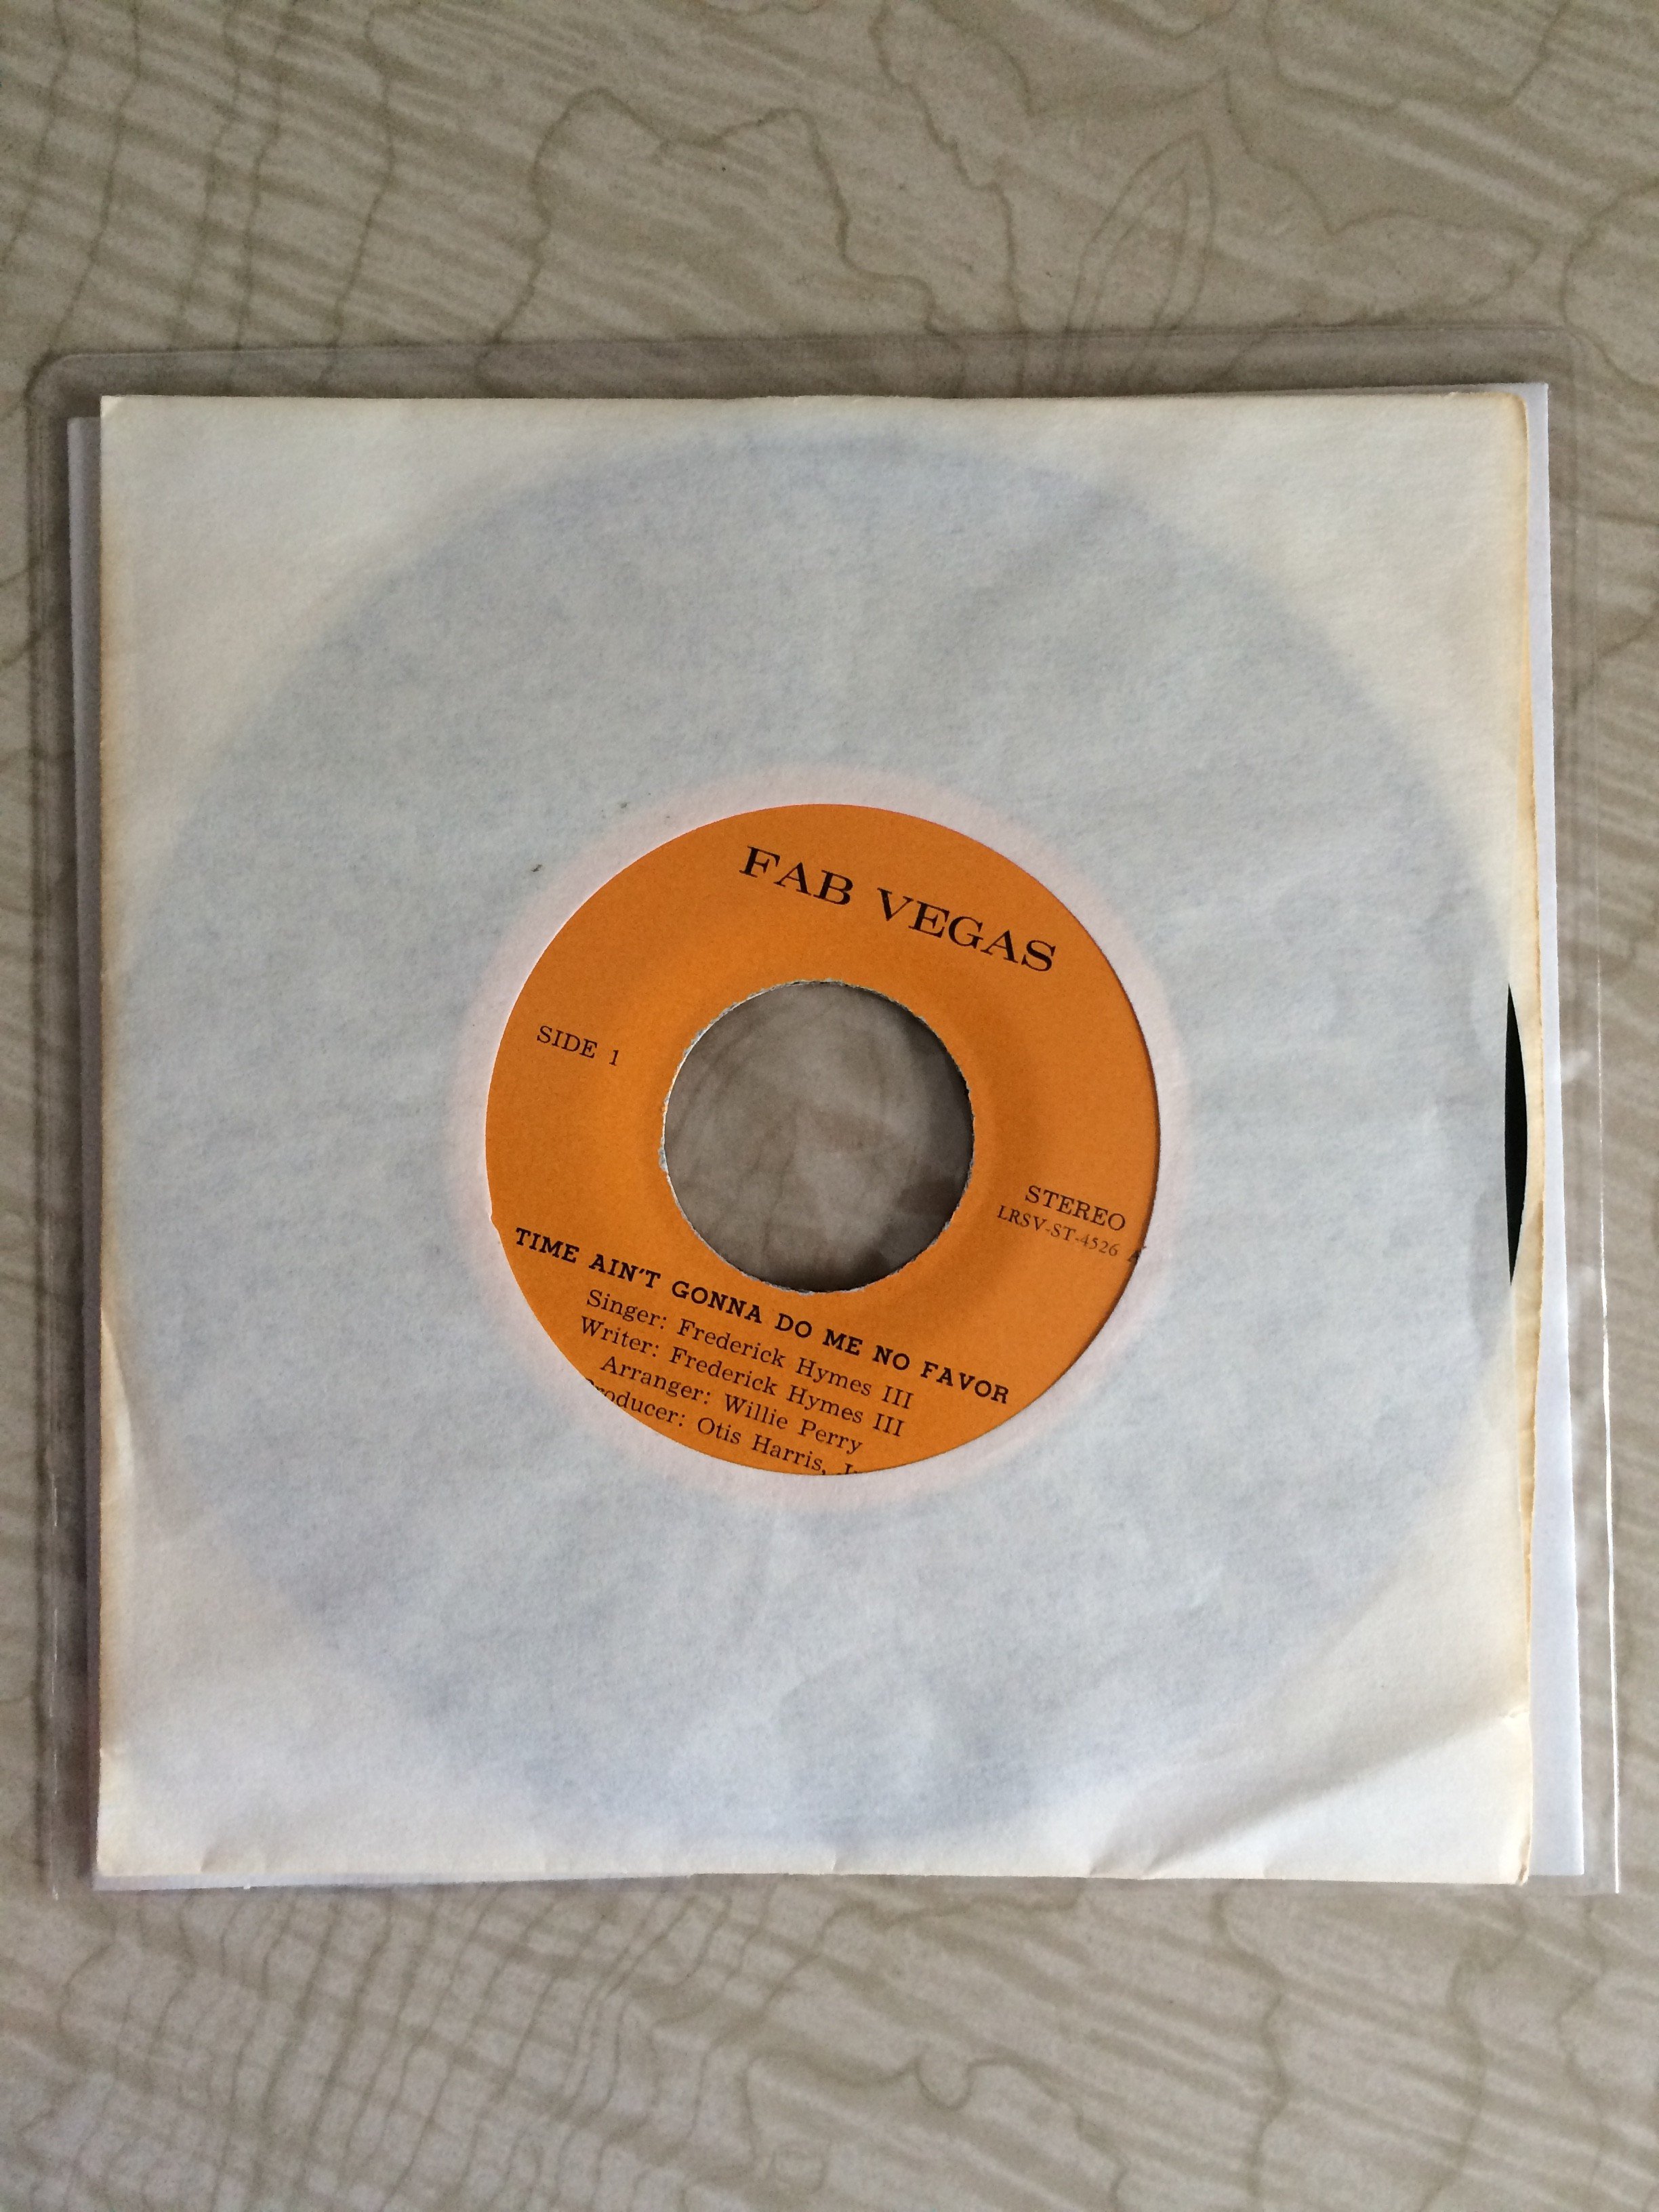 FAB VEGAS
SIDE 1
STEREO
LRSV-ST-4526 A
TIME AIN'T GONNA DO ME NO FAVOR
Singer: Frederick Hymes III
Writer: Frederick Hymes III
Arranger: Willie Perry
Producer: Otis Harris,